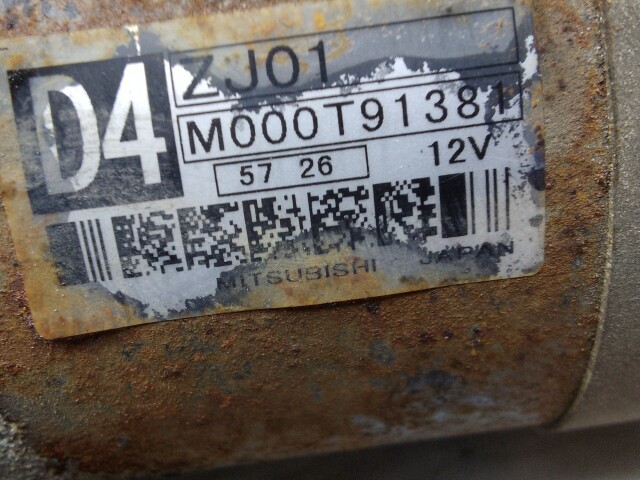 D4
ZJ01
M000T91381
57 26
12V
MITSUBISHI
JAPAN